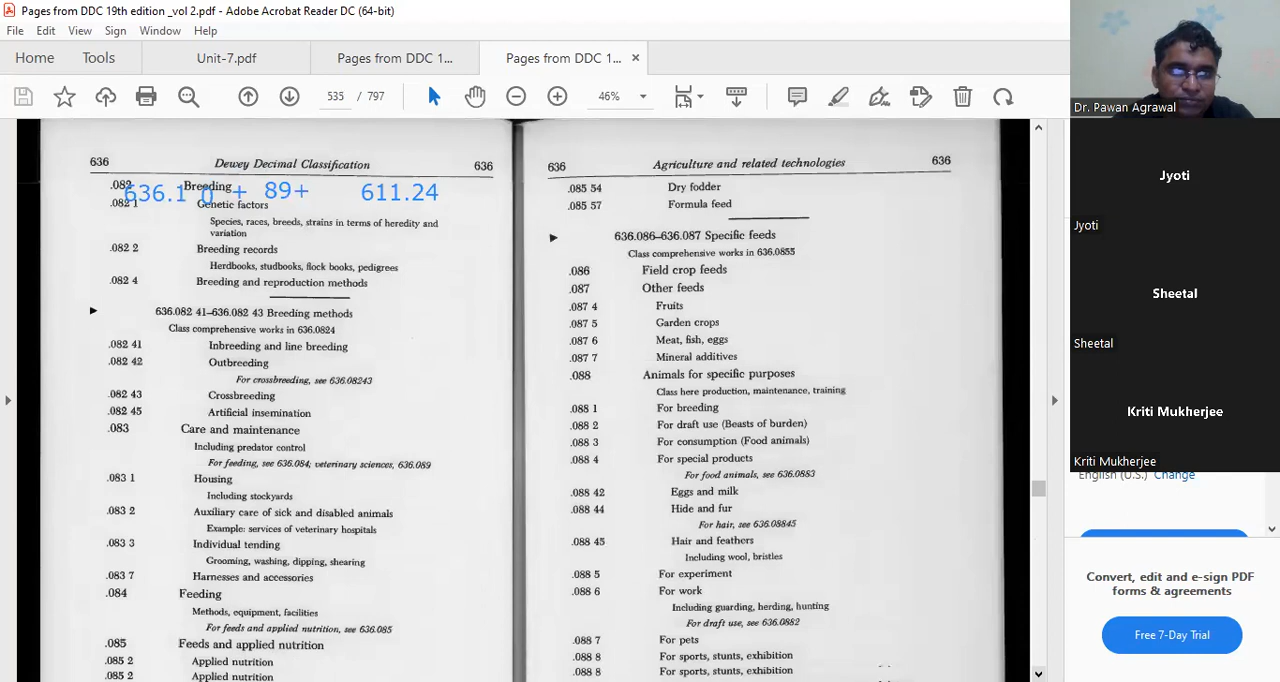 Pages from DDC 19th edition _vol 2.pdf - Adobe Acrobat Reader DC (64-bit)
File Edit View Sign Window Help
Home Tools Unit-7.pdf Pages from DDC 1... Pages from DDC 1... ×
535 / 797 46%
636 Dewey Decimal Classification 636
.082 Breeding
636.1 0 + 89+ 611.24
.082 1 Genetic factors
Species, races, breeds, strains in terms of heredity and
variation
.082 2 Breeding records
Herdbooks, studbooks, flock books, pedigrees
.082 4 Breeding and reproduction methods
636.082 41–636.082 43 Breeding methods
Class comprehensive works in 636.0824
.082 41 Inbreeding and line breeding
.082 42 Outbreeding
For crossbreeding, see 636.08243
.082 43 Crossbreeding
.082 45 Artificial insemination
.083 Care and maintenance
Including predator control
For feeding, see 636.084; veterinary sciences, 636.089
.083 1 Housing
Including stockyards
.083 2 Auxiliary care of sick and disabled animals
Example: services of veterinary hospitals
.083 3 Individual tending
Grooming, washing, dipping, shearing
.083 7 Harnesses and accessories
.084 Feeding
Methods, equipment, facilities
For feeds and applied nutrition, see 636.085
.085 Feeds and applied nutrition
.085 2 Applied nutrition
.085 2 Applied nutrition
636 Agriculture and related technologies 636
.085 54 Dry fodder
.085 57 Formula feed
636.086–636.087 Specific feeds
Class comprehensive works in 636.0855
.086 Field crop feeds
.087 Other feeds
.087 4 Fruits
.087 5 Garden crops
.087 6 Meat, fish, eggs
.087 7 Mineral additives
.088 Animals for specific purposes
Class here production, maintenance, training
.088 1 For breeding
.088 2 For draft use (Beasts of burden)
.088 3 For consumption (Food animals)
.088 4 For special products
For food animals, see 636.0883
.088 42 Eggs and milk
.088 44 Hide and fur
For hair, see 636.08845
.088 45 Hair and feathers
Including wool, bristles
.088 5 For experiment
.088 6 For work
Including guarding, herding, hunting
For draft use, see 636.0882
.088 7 For pets
.088 8 For sports, stunts, exhibition
.088 8 For sports, stunts, exhibition
Dr. Pawan Agrawal
Jyoti
Jyoti
Sheetal
Sheetal
Kriti Mukherjee
Kriti Mukherjee
English (U.S.) Change
Convert, edit and e-sign PDF
forms & agreements
Free 7-Day Trial